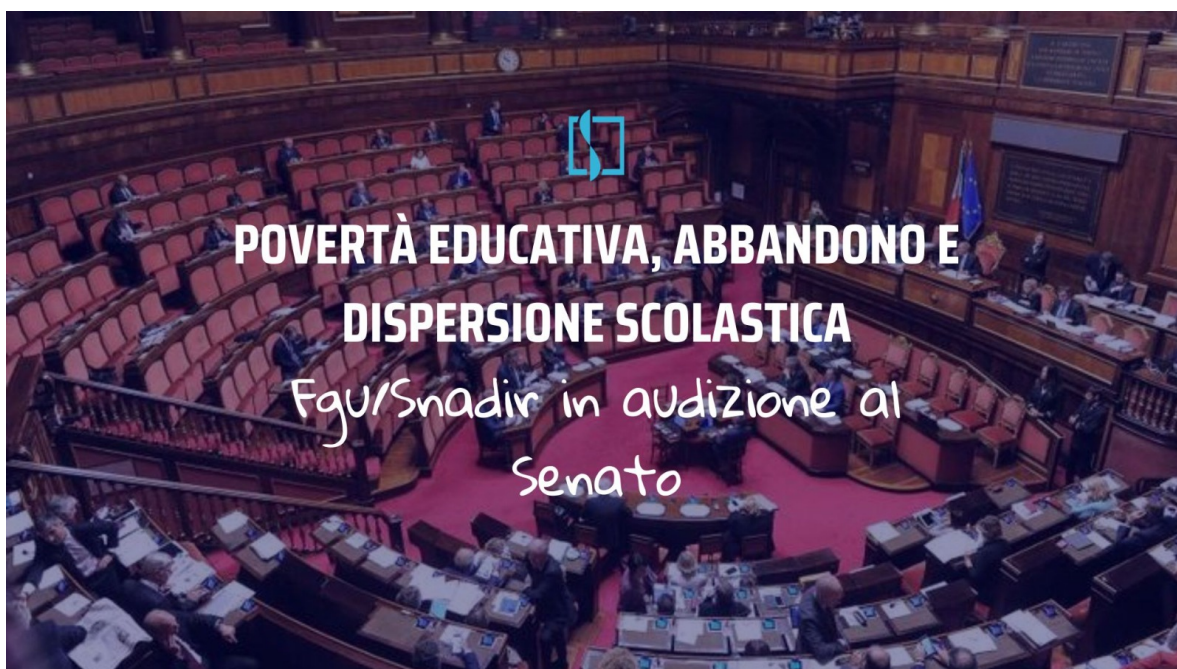 POVERTÀ EDUCATIVA, ABBANDONO E
DISPERSIONE SCOLASTICA
Fgu/Snadir in audizione al
Senato